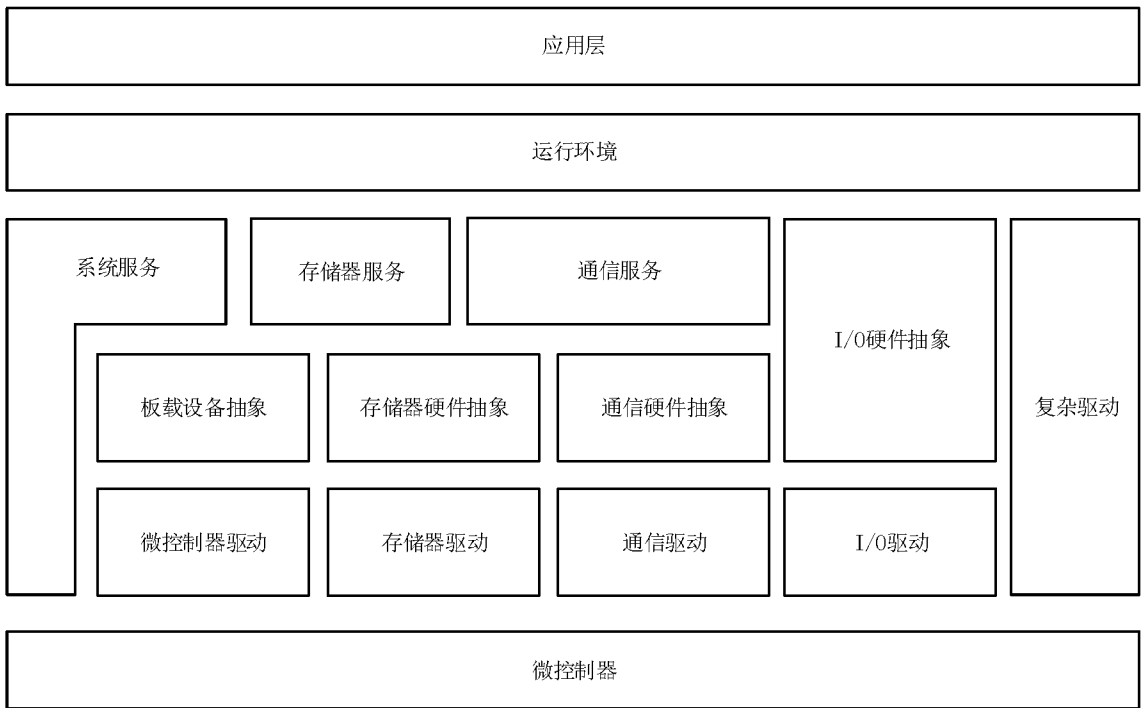 应用层
运行环境
系统服务
存储器服务
通信服务
I/O硬件抽象
复杂驱动
板载设备抽象
存储器硬件抽象
通信硬件抽象
微控制器驱动
存储器驱动
通信驱动
I/O驱动
微控制器